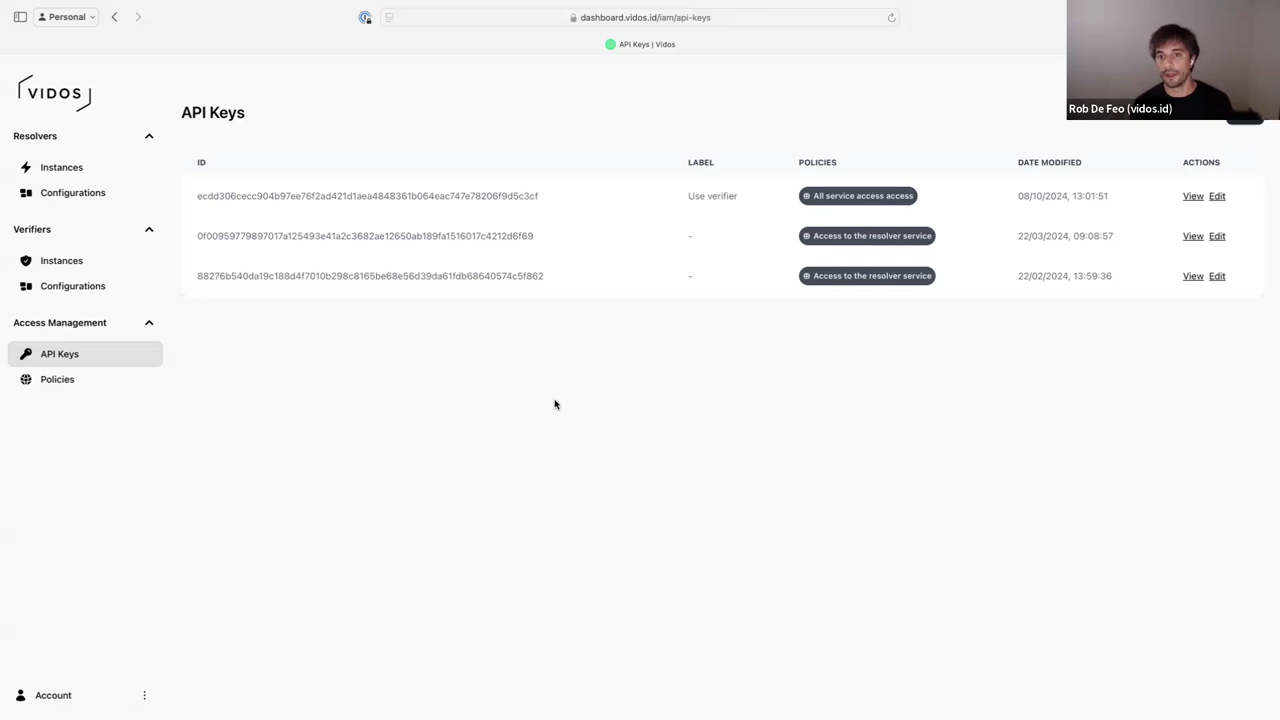 Personal
dashboard.vidos.id/iam/api-keys
API Keys | Vidos
Rob De Feo (vidos.id)
VIDOS
Resolvers
Instances
Configurations
Verifiers
Instances
Configurations
Access Management
API Keys
Policies
Account
API Keys
ID LABEL POLICIES DATE MODIFIED ACTIONS
ecdd306cecc904b97ee76f2ad421d1aea4848361b064eac747e78206f9d5c3cf Use verifier All service access access 08/10/2024, 13:01:51 View Edit
0f00959779897017a125493e41a2c3682ae12650ab189fa1516017c4212d6f69 - Access to the resolver service 22/03/2024, 09:08:57 View Edit
88276b540da19c188d4f7010b298c8165be68e56d39da61fdb68640574c5f862 - Access to the resolver service 22/02/2024, 13:59:36 View Edit